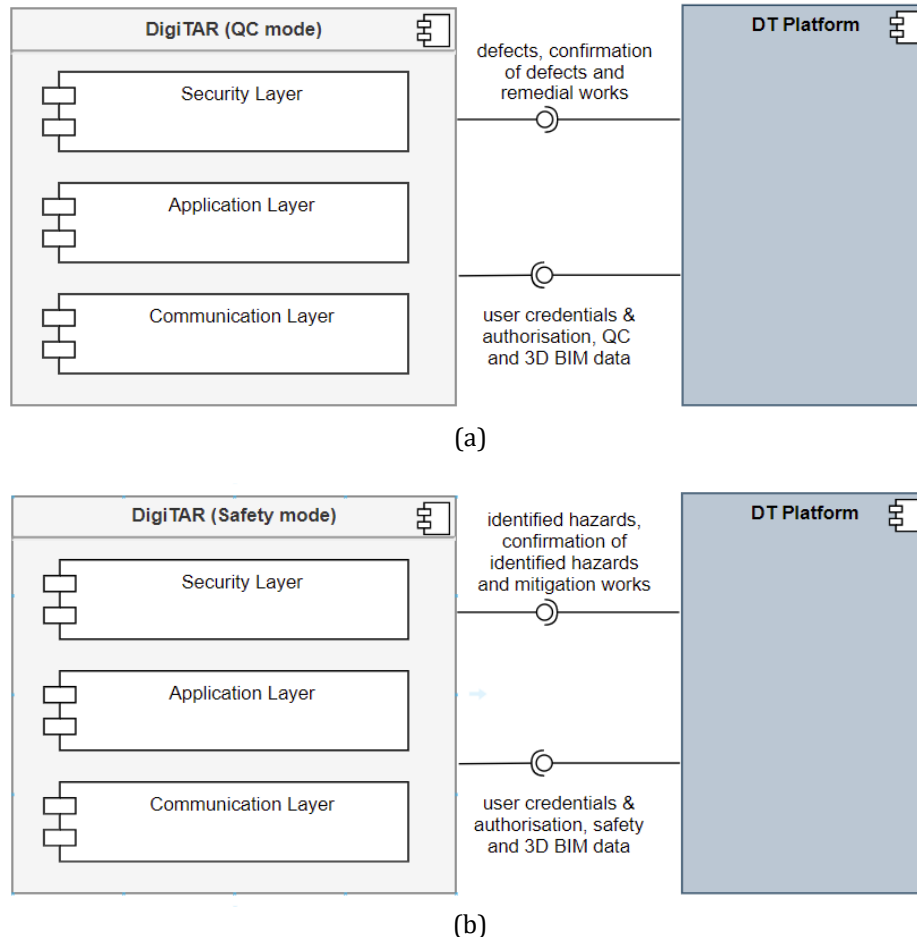 DigiTAR (QC mode)
Security Layer
Application Layer
Communication Layer
defects, confirmation
of defects and
remedial works
user credentials &
authorisation, QC
and 3D BIM data
DT Platform
(a)
DigiTAR (Safety mode)
Security Layer
Application Layer
Communication Layer
identified hazards,
confirmation of
identified hazards
and mitigation works
user credentials &
authorisation, safety
and 3D BIM data
DT Platform
(b)